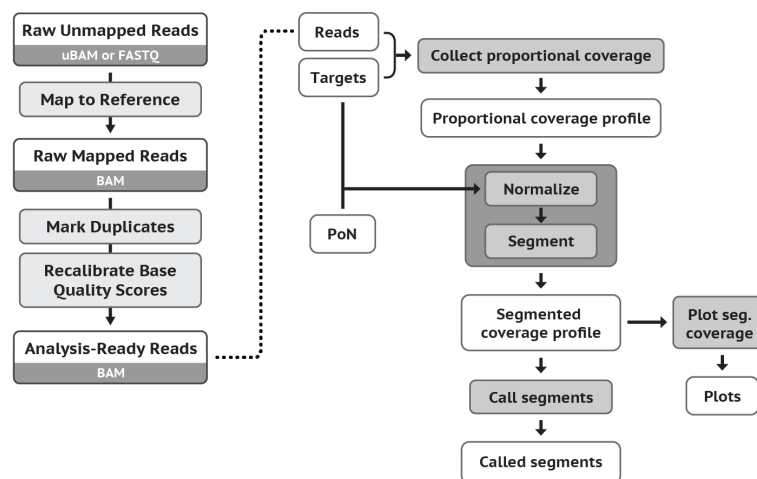 Raw Unmapped Reads
uBAM or FASTQ
Map to Reference
Raw Mapped Reads
BAM
Mark Duplicates
Recalibrate Base
Quality Scores
Analysis-Ready Reads
BAM
Reads
Targets
PoN
Collect proportional coverage
Proportional coverage profile
Normalize
Segment
Segmented
coverage profile
Plot seg.
coverage
Plots
Call segments
Called segments